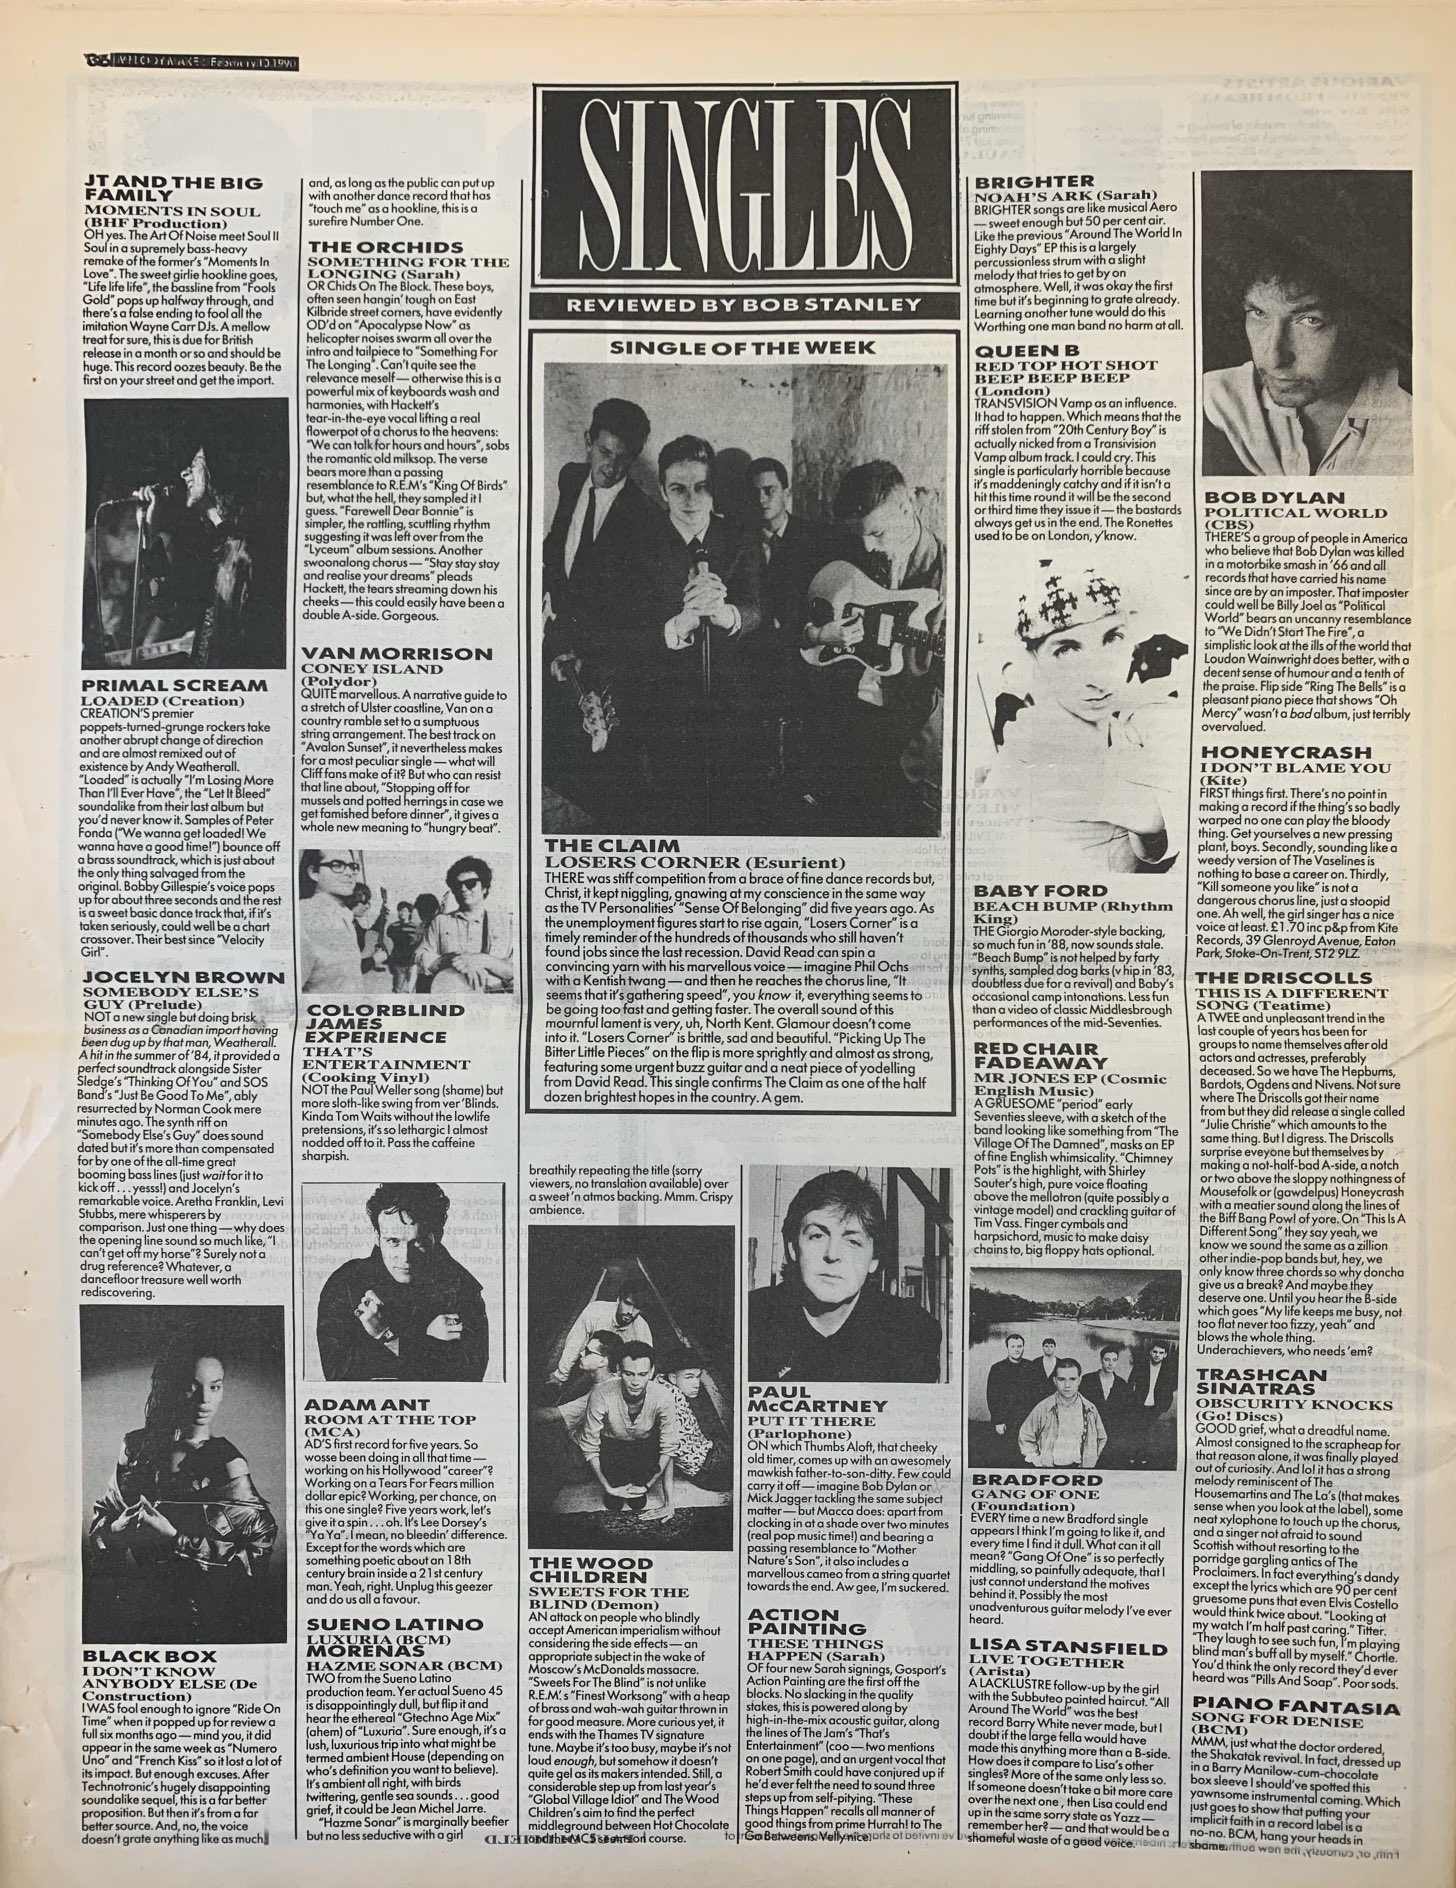 36 MELODY MAKER February 10 1990
JT AND THE BIG
FAMILY
MOMENTS IN SOUL
(BHF Production)
OH yes. The Art Of Noise meet Soul II
Soul in a supremely bass-heavy
remake of the former's "Moments In
Love". The sweet girlie hookline goes,
"Life life life", the bassline from "Fools
Gold" pops up halfway through, and
there's a false ending to fool all the
imitation Wayne Carr DJs. A mellow
treat for sure, this is due for British
release in a month or so and should be
huge. This record oozes beauty. Be the
first on your street and get the import.
PRIMAL SCREAM
LOADED (Creation)
CREATION'S premier
poppets-turned-grunge rockers take
another abrupt change of direction
and are almost remixed out of
existence by Andy Weatherall.
"Loaded" is actually "I'm Losing More
Than I'll Ever Have", the "Let It Bleed"
soundalike from their last album but
you'd never know it. Samples of Peter
Fonda ("We wanna get loaded! We
wanna have a good time!") bounce off
a brass soundtrack, which is just about
the only thing salvaged from the
original. Bobby Gillespie's voice pops
up for about three seconds and the rest
is a sweet basic dance track that, if it's
taken seriously, could well be a chart
crossover. Their best since "Velocity
Girl".
JOCELYN BROWN
SOMEBODY ELSE'S
GUY (Prelude)
NOT a new single but doing brisk
business as a Canadian import having
been dug up by that man, Weatherall.
A hit in the summer of '84, it provided a
perfect soundtrack alongside Sister
Sledge's "Thinking Of You" and SOS
Band's "Just Be Good To Me", ably
resurrected by Norman Cook mere
minutes ago. The synth riff on
"Somebody Else's Guy" does sound
dated but it's more than compensated
for by one of the all-time great
booming bass lines (just wait for it to
kick off . . . yesss!) and Jocelyn's
remarkable voice. Aretha Franklin, Levi
Stubbs, mere whisperers by
comparison. Just one thing — why does
the opening line sound so much like, "I
can't get off my horse"? Surely not a
drug reference? Whatever, a
dancefloor treasure well worth
rediscovering.
BLACK BOX
I DON'T KNOW
ANYBODY ELSE (De
Construction)
I WAS fool enough to ignore "Ride On
Time" when it popped up for review a
full six months ago — mind you, it did
appear in the same week as "Numero
Uno" and "French Kiss" so it lost a lot of
its impact. But enough excuses. After
Technotronic's hugely disappointing
soundalike sequel, this is a far better
proposition. But then it's from a far
better source. And, no, the voice
doesn't grate anything like as much
and, as long as the public can put up
with another dance record that has
"touch me" as a hookline, this is a
surefire Number One.
THE ORCHIDS
SOMETHING FOR THE
LONGING (Sarah)
OR Chids On The Block. These boys,
often seen hangin' tough on East
Kilbride street corners, have evidently
OD'd on "Apocalypse Now" as
helicopter noises swarm all over the
intro and tailpiece to "Something For
The Longing". Can't quite see the
relevance meself — otherwise this is a
powerful mix of keyboards wash and
harmonies, with Hackett's
tear-in-the-eye vocal lifting a real
flowerpot of a chorus to the heavens:
"We can talk for hours and hours", sobs
the romantic old milksop. The verse
bears more than a passing
resemblance to R.E.M's "King Of Birds"
but, what the hell, they sampled it I
guess. "Farewell Dear Bonnie" is
simpler, the rattling, scuttling rhythm
suggesting it was left over from the
"Lyceum" album sessions. Another
swoonalong chorus — "Stay stay stay
and realise your dreams" pleads
Hackett, the tears streaming down his
cheeks — this could easily have been a
double A-side. Gorgeous.
VAN MORRISON
CONEY ISLAND
(Polydor)
QUITE marvellous. A narrative guide to
a stretch of Ulster coastline, Van on a
country ramble set to a sumptuous
string arrangement. The best track on
"Avalon Sunset", it nevertheless makes
for a most peculiar single — what will
Cliff fans make of it? But who can resist
that line about, "Stopping off for
mussels and potted herrings in case we
get famished before dinner", it gives a
whole new meaning to "hungry beat".
COLORBLIND
JAMES
EXPERIENCE
THAT'S
ENTERTAINMENT
(Cooking Vinyl)
NOT the Paul Weller song (shame) but
more sloth-like swing from ver 'Blinds.
Kinda Tom Waits without the lowlife
pretensions, it's so lethargic I almost
nodded off to it. Pass the caffeine
sharpish.
ADAM ANT
ROOM AT THE TOP
(MCA)
AD'S first record for five years. So
wosse been doing in all that time —
working on his Hollywood "career"?
Working on a Tears For Fears million
dollar epic? Working, per chance, on
this one single? Five years work, let's
give it a spin . . . oh. It's Lee Dorsey's
"Ya Ya". I mean, no bleedin' difference.
Except for the words which are
something poetic about an 18th
century brain inside a 21st century
man. Yeah, right. Unplug this geezer
and do us all a favour.
SUENO LATINO
LUXURIA (BCM)
MORENAS
HAZME SONAR (BCM)
TWO from the Sueno Latino
production team. Yer actual Sueno 45
is disappointingly dull, but flip it and
hear the ethereal "Gtechno Age Mix"
(ahem) of "Luxuria". Sure enough, it's a
lush, luxurious trip into what might be
termed ambient House (depending on
who's definition you want to believe).
It's ambient all right, with birds
twittering, gentle sea sounds . . . good
grief, it could be Jean Michel Jarre.
"Hazme Sonar" is marginally beefier
but no less seductive with a girl
SINGLES
REVIEWED BY BOB STANLEY
SINGLE OF THE WEEK
THE CLAIM
LOSERS CORNER (Esurient)
THERE was stiff competition from a brace of fine dance records but,
Christ, it kept niggling, gnawing at my conscience in the same way
as the TV Personalities' "Sense Of Belonging" did five years ago. As
the unemployment figures start to rise again, "Losers Corner" is a
timely reminder of the hundreds of thousands who still haven't
found jobs since the last recession. David Read can spin a
convincing yarn with his marvellous voice — imagine Phil Ochs
with a Kentish twang — and then he reaches the chorus line, "It
seems that it's gathering speed", you know it, everything seems to
be going too fast and getting faster. The overall sound of this
mournful lament is very, uh, North Kent. Glamour doesn't come
into it. "Losers Corner" is brittle, sad and beautiful. "Picking Up The
Bitter Little Pieces" on the flip is more sprightly and almost as strong,
featuring some urgent buzz guitar and a neat piece of yodelling
from David Read. This single confirms The Claim as one of the half
dozen brightest hopes in the country. A gem.
breathily repeating the title (sorry
viewers, no translation available) over
a sweet 'n atmos backing. Mmm. Crispy
ambience.
THE WOOD
CHILDREN
SWEETS FOR THE
BLIND (Demon)
AN attack on people who blindly
accept American imperialism without
considering the side effects — an
appropriate subject in the wake of
Moscow's McDonalds massacre.
"Sweets For The Blind" is not unlike
R.E.M.'s "Finest Worksong" with a heap
of brass and wah-wah guitar thrown in
for good measure. More curious yet, it
ends with the Thames TV signature
tune. Maybe it's too busy, maybe it's not
loud enough, but somehow it doesn't
quite gel as its makers intended. Still, a
considerable step up from last year's
"Global Village Idiot" and The Wood
Children's aim to find the perfect
middleground between Hot Chocolate
and the MC5 is still on course.
PAUL
McCARTNEY
PUT IT THERE
(Parlophone)
ON which Thumbs Aloft, that cheeky
old timer, comes up with an awesomely
mawkish father-to-son-ditty. Few could
carry it off — imagine Bob Dylan or
Mick Jagger tackling the same subject
matter — but Macca does: apart from
clocking in at a shade over two minutes
(real pop music time!) and bearing a
passing resemblance to "Mother
Nature's Son", it also includes a
marvellous cameo from a string quartet
towards the end. Aw gee, I'm suckered.
ACTION
PAINTING
THESE THINGS
HAPPEN (Sarah)
OF four new Sarah signings, Gosport's
Action Painting are the first off the
blocks. No slacking in the quality
stakes, this is powered along by
high-in-the-mix acoustic guitar, along
the lines of The Jam's "That's
Entertainment" (coo — two mentions
on one page), and an urgent vocal that
Robert Smith could have conjured up if
he'd ever felt the need to sound three
steps up from self-pitying. "These
Things Happen" recalls all manner of
good things from prime Hurrah! to The
Go Betweens. Vely nice.
BRIGHTER
NOAH'S ARK (Sarah)
BRIGHTER songs are like musical Aero
— sweet enough but 50 per cent air.
Like the previous "Around The World In
Eighty Days" EP this is a largely
percussionless strum with a slight
melody that tries to get by on
atmosphere. Well, it was okay the first
time but it's beginning to grate already.
Learning another tune would do this
Worthing one man band no harm at all.
QUEEN B
RED TOP HOT SHOT
BEEP BEEP BEEP
(London)
TRANSVISION Vamp as an influence.
It had to happen. Which means that the
riff stolen from "20th Century Boy" is
actually nicked from a Transivision
Vamp album track. I could cry. This
single is particularly horrible because
it's maddeningly catchy and if it isn't a
hit this time round it will be the second
or third time they issue it — the bastards
always get us in the end. The Ronettes
used to be on London, y'know.
BABY FORD
BEACH BUMP (Rhythm
King)
THE Giorgio Moroder-style backing,
so much fun in '88, now sounds stale.
"Beach Bump" is not helped by farty
synths, sampled dog barks (v hip in '83,
doubtless due for a revival) and Baby's
occasional camp intonations. Less fun
than a video of classic Middlesbrough
performances of the mid-Seventies.
RED CHAIR
FADEAWAY
MR JONES EP (Cosmic
English Music)
A GRUESOME "period" early
Seventies sleeve, with a sketch of the
band looking like something from "The
Village Of The Damned", masks an EP
of fine English whimsicality. "Chimney
Pots" is the highlight, with Shirley
Souter's high, pure voice floating
above the mellotron (quite possibly a
vintage model) and crackling guitar of
Tim Vass. Finger cymbals and
harpsichord, music to make daisy
chains to, big floppy hats optional.
BRADFORD
GANG OF ONE
(Foundation)
EVERY time a new Bradford single
appears I think I'm going to like it, and
every time I find it dull. What can it all
mean? "Gang Of One" is so perfectly
middling, so painfully adequate, that I
just cannot understand the motives
behind it. Possibly the most
unadventurous guitar melody I've ever
heard.
LISA STANSFIELD
LIVE TOGETHER
(Arista)
A LACKLUSTRE follow-up by the girl
with the Subbuteo painted haircut. "All
Around The World" was the best
record Barry White never made, but I
doubt if the large fella would have
made this anything more than a B-side.
How does it compare to Lisa's other
singles? More of the same only less so.
If someone doesn't take a bit more care
over the next one, then Lisa could end
up in the same sorry state as Yazz —
remember her? — and that would be a
shameful waste of a good voice.
BOB DYLAN
POLITICAL WORLD
(CBS)
THERE'S a group of people in America
who believe that Bob Dylan was killed
in a motorbike smash in '66 and all
records that have carried his name
since are by an imposter. That imposter
could well be Billy Joel as "Political
World" bears an uncanny resemblance
to "We Didn't Start The Fire", a
simplistic look at the ills of the world that
Loudon Wainwright does better, with a
decent sense of humour and a tenth of
the praise. Flip side "Ring The Bells" is a
pleasant piano piece that shows "Oh
Mercy" wasn't a bad album, just terribly
overvalued.
HONEYCRASH
I DON'T BLAME YOU
(Kite)
FIRST things first. There's no point in
making a record if the thing's so badly
warped no one can play the bloody
thing. Get yourselves a new pressing
plant, boys. Secondly, sounding like a
weedy version of The Vaselines is
nothing to base a career on. Thirdly,
"Kill someone you like" is not a
dangerous chorus line, just a stoopid
one. Ah well, the girl singer has a nice
voice at least. £1.70 inc p&p from Kite
Records, 39 Glenroyd Avenue, Eaton
Park, Stoke-On-Trent, ST2 9LZ.
THE DRISCOLLS
THIS IS A DIFFERENT
SONG (Teatime)
A TWEE and unpleasant trend in the
last couple of years has been for
groups to name themselves after old
actors and actresses, preferably
deceased. So we have The Hepburns,
Bardots, Ogdens and Nivens. Not sure
where The Driscolls got their name
from but they did release a single called
"Julie Christie" which amounts to the
same thing. But I digress. The Driscolls
surprise eveyone but themselves by
making a not-half-bad A-side, a notch
or two above the sloppy nothingness of
Mousefolk or (gawdelpus) Honeycrash
with a meatier sound along the lines of
the Biff Bang Pow! of yore. On "This Is A
Different Song" they say yeah, we
know we sound the same as a zillion
other indie-pop bands but, hey, we
only know three chords so why doncha
give us a break? And maybe they
deserve one. Until you hear the B-side
which goes "My life keeps me busy, not
too flat never too fizzy, yeah" and
blows the whole thing.
Underachievers, who needs 'em?
TRASHCAN
SINATRAS
OBSCURITY KNOCKS
(Go! Discs)
GOOD grief, what a dreadful name.
Almost consigned to the scrapheap for
that reason alone, it was finally played
out of curiosity. And lo! it has a strong
melody reminiscent of The
Housemartins and The La's (that makes
sense when you look at the label), some
neat xylophone to touch up the chorus,
and a singer not afraid to sound
Scottish without resorting to the
porridge gargling antics of The
Proclaimers. In fact everything's dandy
except the lyrics which are 90 per cent
gruesome puns that even Elvis Costello
would think twice about. "Looking at
my watch I'm half past caring." Titter.
"They laugh to see such fun, I'm playing
blind man's buff all by myself." Chortle.
You'd think the only record they'd ever
heard was "Pills And Soap". Poor sods.
PIANO FANTASIA
SONG FOR DENISE
(BCM)
MMM, just what the doctor ordered,
the Shakatak revival. In fact, dressed up
in a Barry Manilow-cum-chocolate
box sleeve I should've spotted this
yawnsome instrumental coming. Which
just goes to show that putting your
implicit faith in a record label is a
no-no. BCM, hang your heads in
shame.